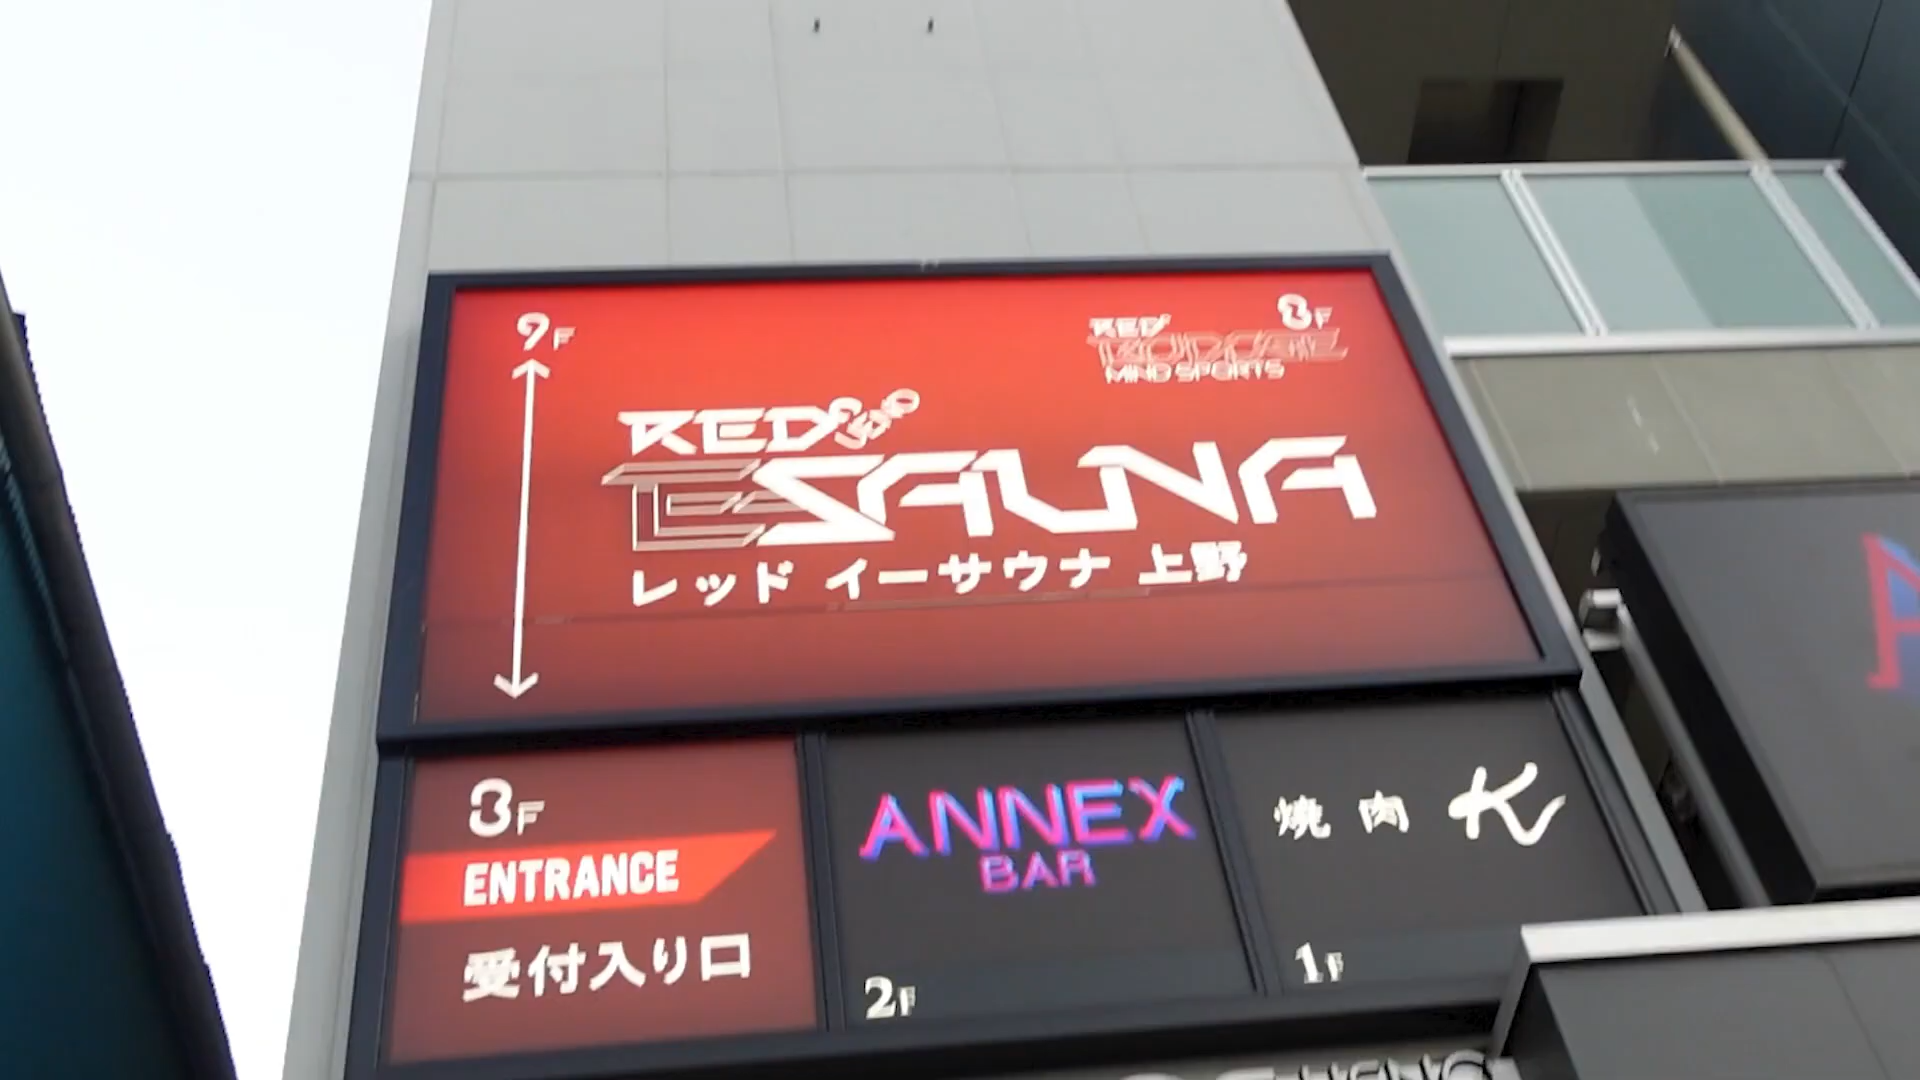 9F
8F
RED°
MIND SPORTS
RED°
E SAUNA
レッド イーサウナ 上野
3F
ENTRANCE
受付入り口
ANNEX
BAR
2F
焼肉 K
1F
A